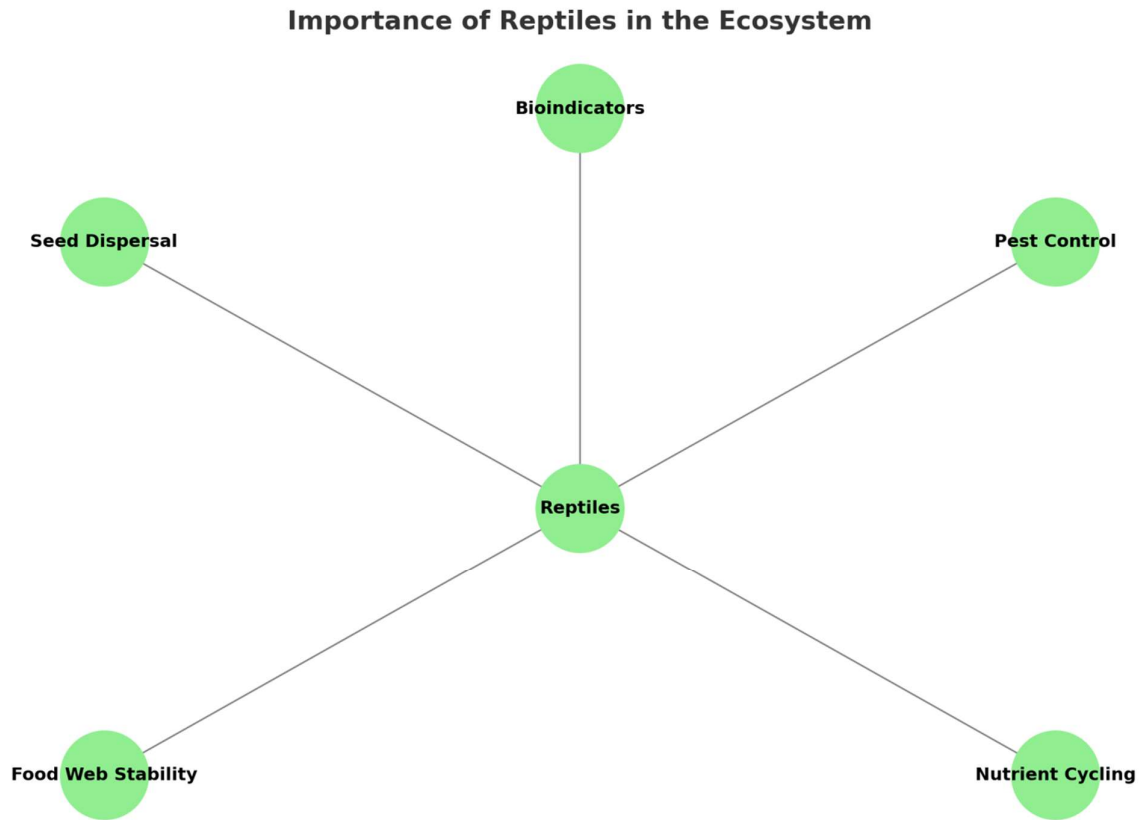 Importance of Reptiles in the Ecosystem
Bioindicators
Seed Dispersal
Pest Control
Reptiles
Food Web Stability
Nutrient Cycling